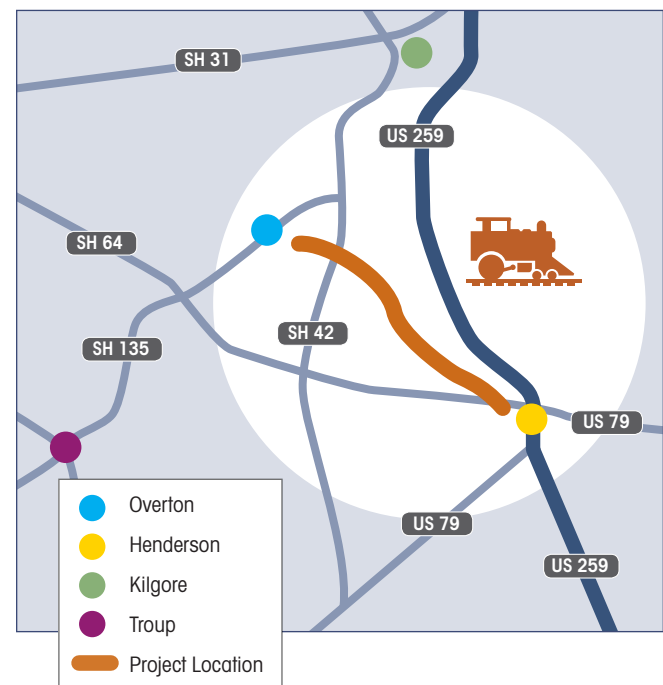 SH 31
US 259
SH 64
SH 42
SH 135
US 79
US 79
US 259
Overton
Henderson
Kilgore
Troup
Project Location